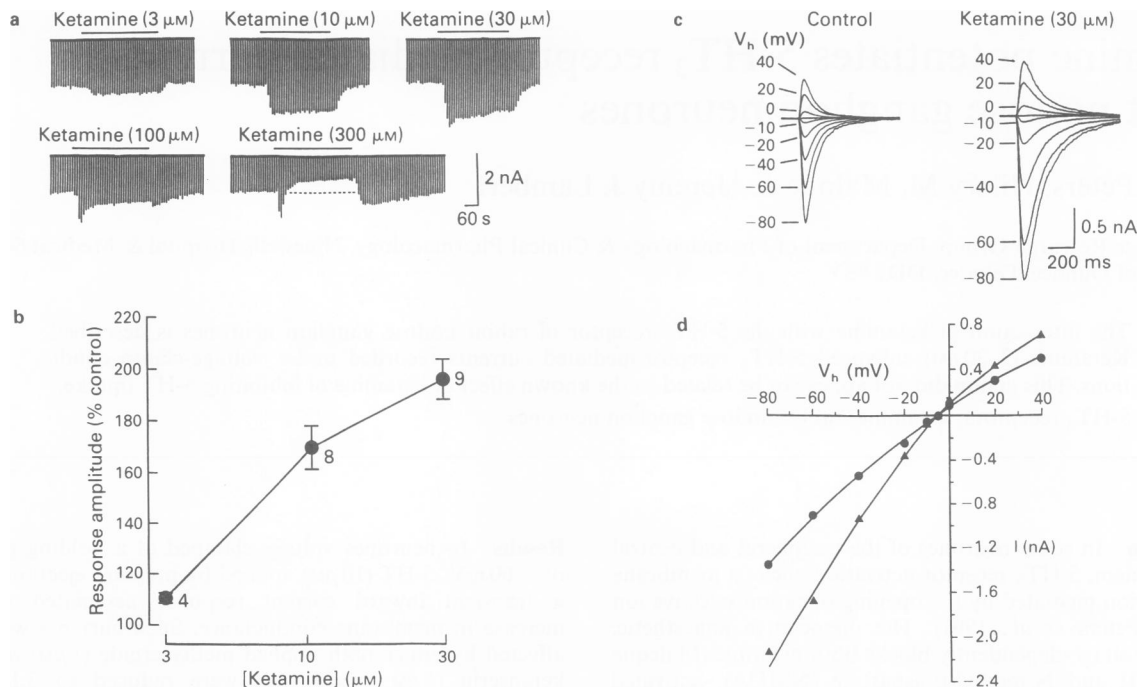 a
Ketamine (3 μM)
Ketamine (10 μM)
Ketamine (30 μM)
Ketamine (100 μM)
Ketamine (300 μM)
2 nA
60 s
b
Response amplitude (% control)
220
200
180
160
140
120
100
4
8
9
3
10
30
[Ketamine] (μM)
c
Control
Ketamine (30 μM)
Vh (mV)
40
20
0
−10
−20
−40
−60
−80
40
20
0
−10
−20
−40
−60
−80
0.5 nA
200 ms
d
Vh (mV)
−80
−60
−40
−20
20
40
0.8
0.4
−0.4
−0.8
−1.2
−1.6
−2.0
−2.4
I (nA)